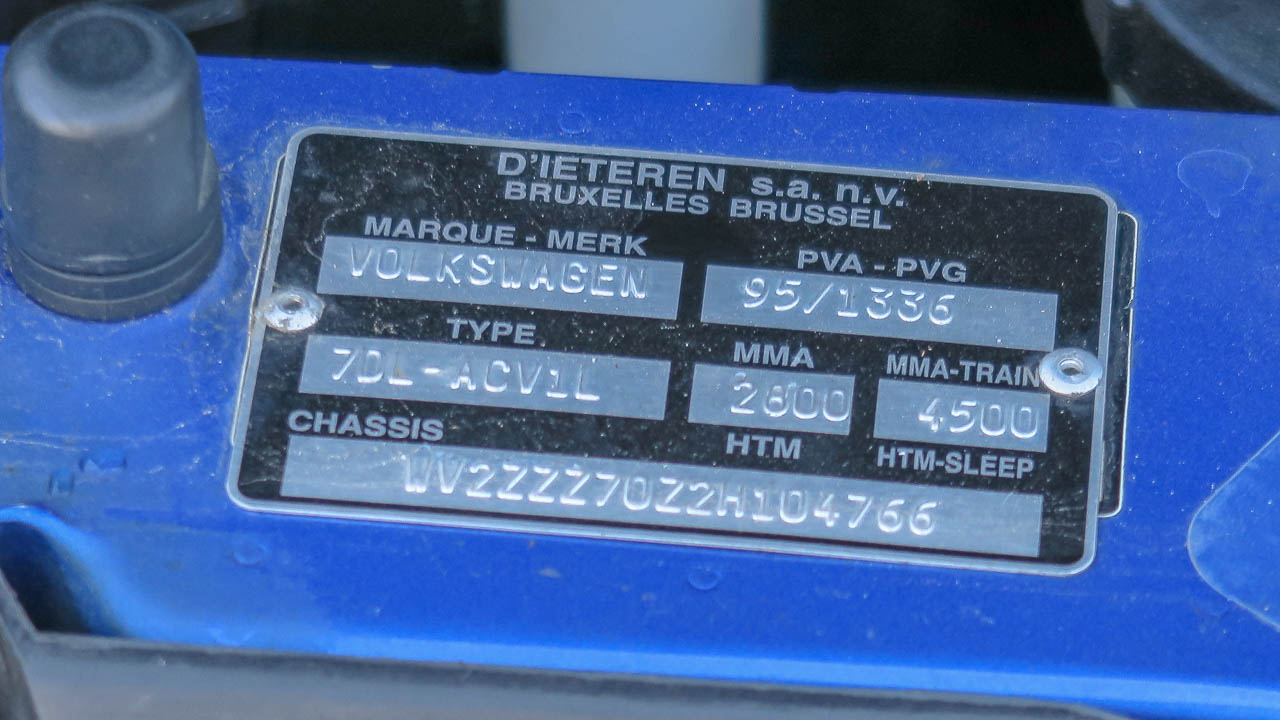 D'IETEREN s.a. n.v.
BRUXELLES BRUSSEL
MARQUE - MERK
PVA - PVG
VOLKSWAGEN
95/1336
TYPE
MMA
MMA-TRAIN
7DL-ACV1L
2800
4500
CHASSIS
HTM
HTM-SLEEP
WV2ZZZ70Z2H104766